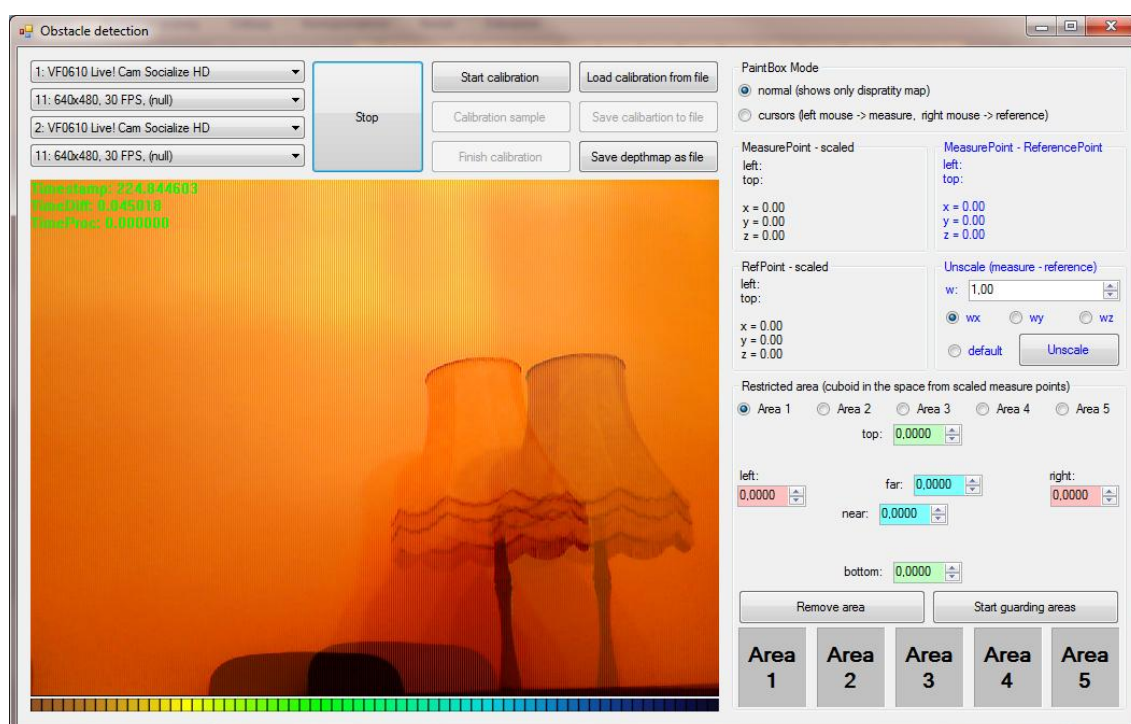 Obstacle detection
1: VF0610 Live! Cam Socialize HD
11: 640x480, 30 FPS, (null)
2: VF0610 Live! Cam Socialize HD
11: 640x480, 30 FPS, (null)
Stop
Start calibration
Calibration sample
Finish calibration
Load calibration from file
Save calibartion to file
Save depthmap as file
Timestamp: 224.844603
TimeDiff: 0.045018
TimeProc: 0.000000
PaintBox Mode
normal (shows only dispratity map)
cursors (left mouse -> measure, right mouse -> reference)
MeasurePoint - scaled
left:
top:
x = 0.00
y = 0.00
z = 0.00
MeasurePoint - ReferencePoint
left:
top:
x = 0.00
y = 0.00
z = 0.00
RefPoint - scaled
left:
top:
x = 0.00
y = 0.00
z = 0.00
Unscale (measure - reference)
w: 1,00
wx wy wz
default Unscale
Restricted area (cuboid in the space from scaled measure points)
Area 1 Area 2 Area 3 Area 4 Area 5
top: 0,0000
left:
0,0000
far: 0,0000
near: 0,0000
right:
0,0000
bottom: 0,0000
Remove area Start guarding areas
Area 1
Area 2
Area 3
Area 4
Area 5